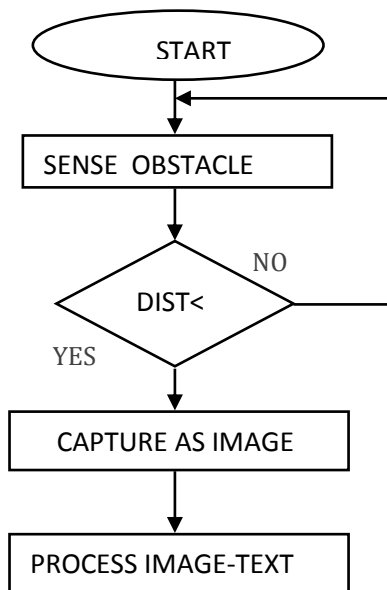 START
SENSE OBSTACLE
NO
DIST<
YES
CAPTURE AS IMAGE
PROCESS IMAGE-TEXT